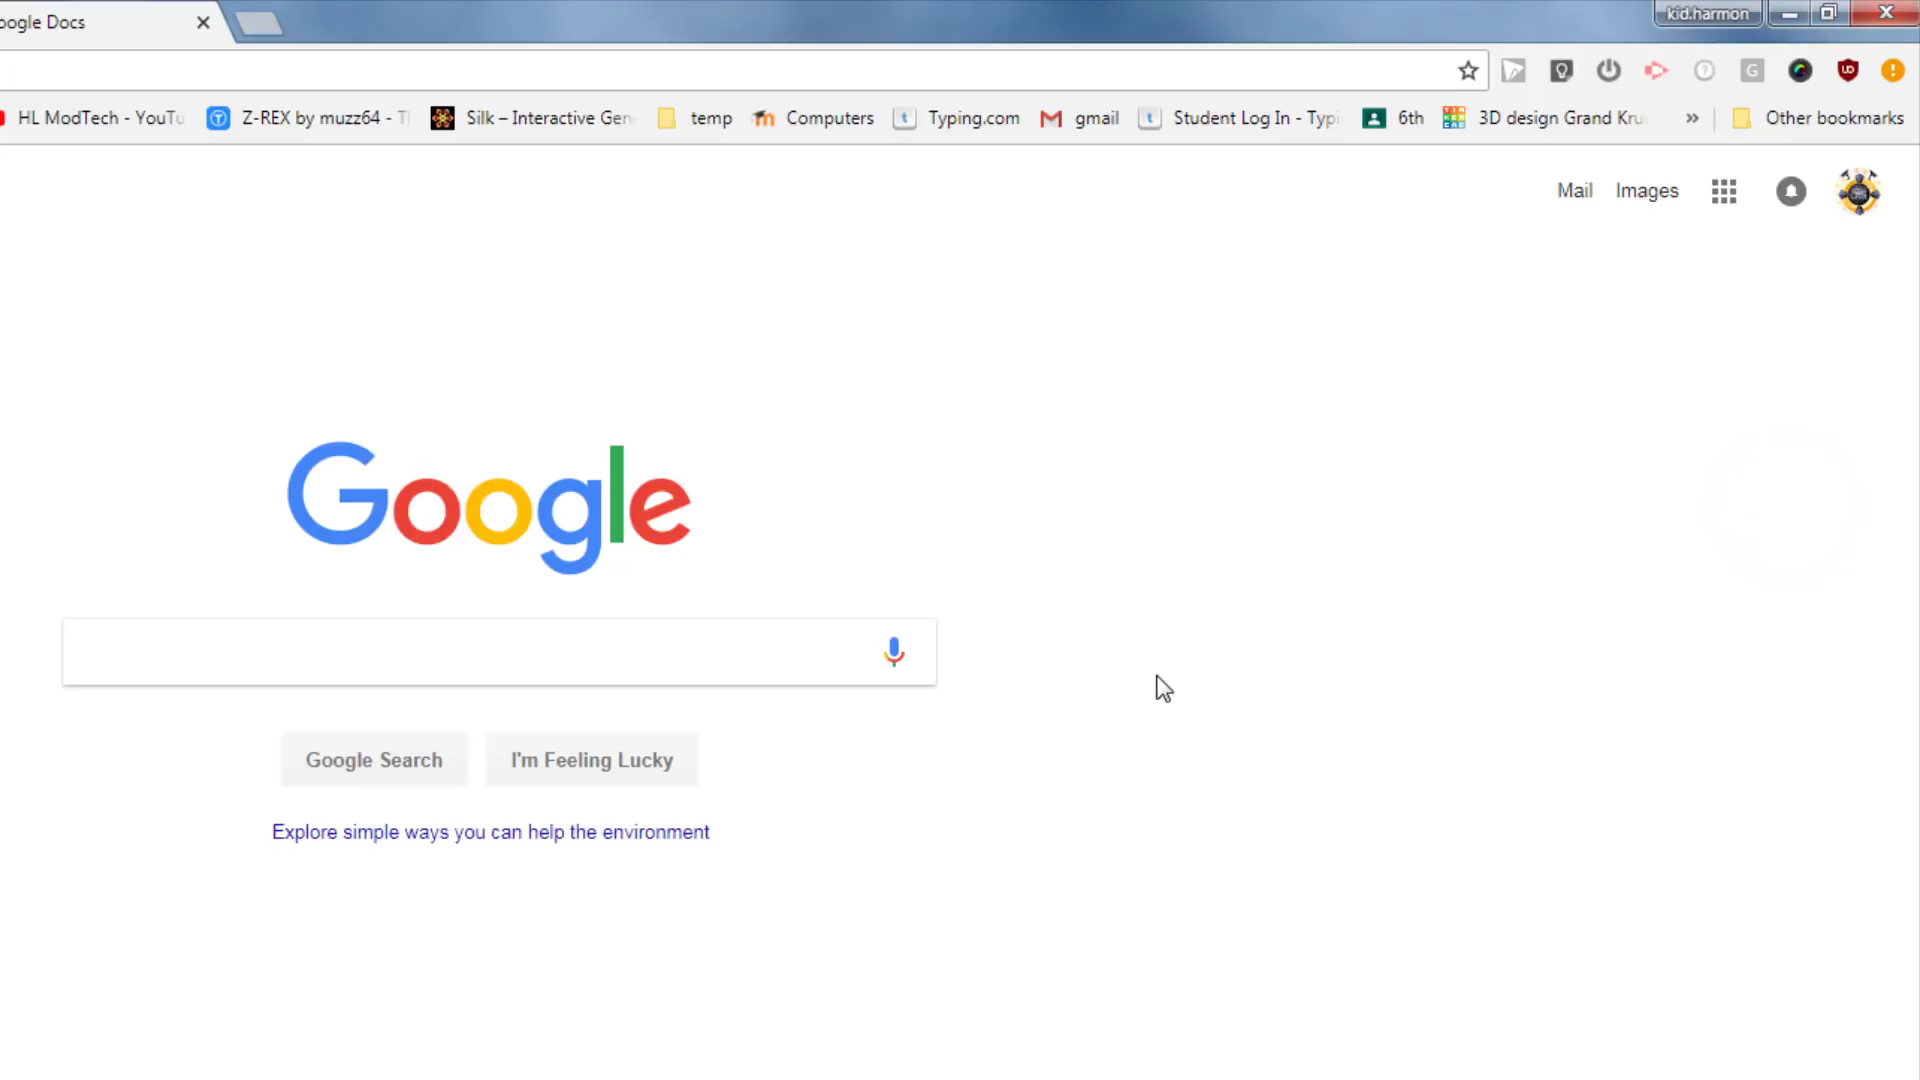 oogle Docs
kid.harmon
HL ModTech - YouTu
Z-REX by muzz64 - T
Silk – Interactive Gen
temp
Computers
Typing.com
gmail
Student Log In - Typi
6th
3D design Grand Kru
»
Other bookmarks
Mail Images
Google
Google Search I'm Feeling Lucky
Explore simple ways you can help the environment